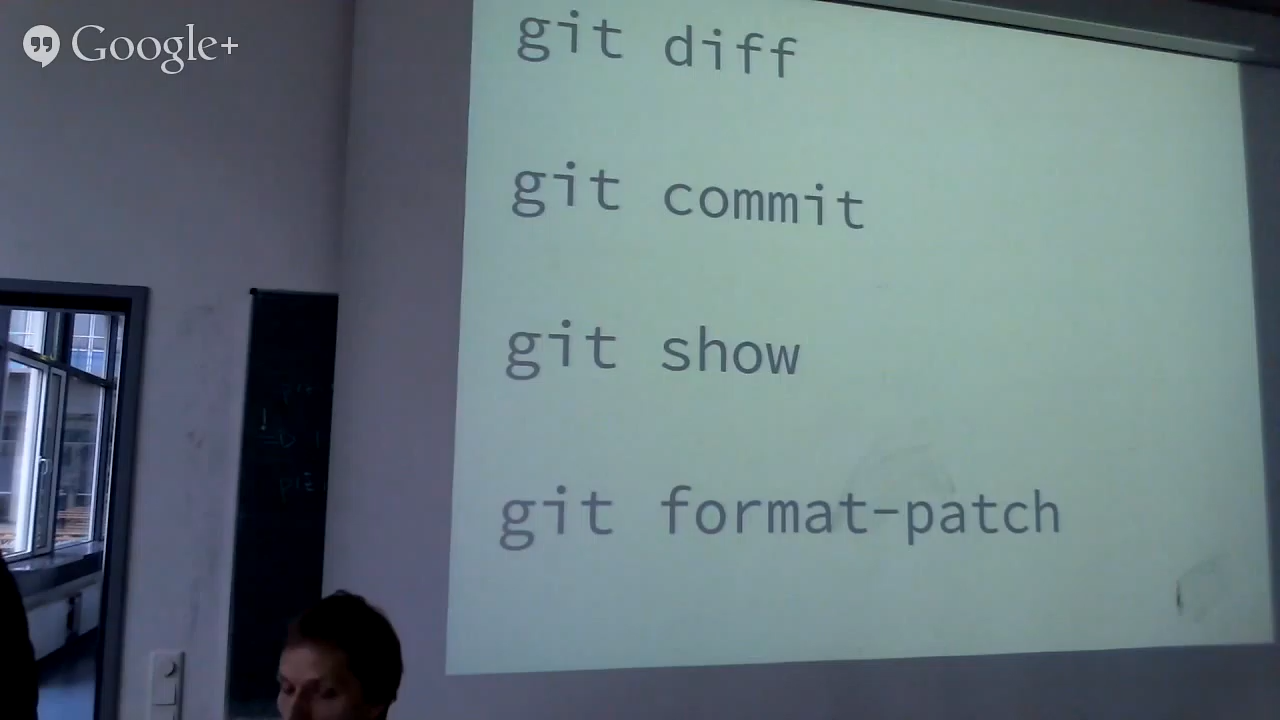 Google+
git diff
git commit
git show
git format-patch